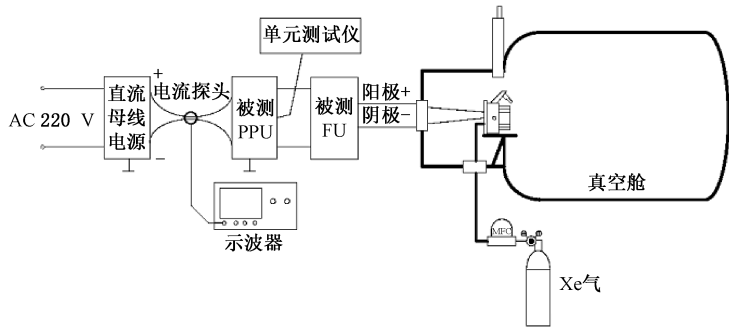 单元测试仪
AC 220 V
直流
母线
电源
+
−
电流探头
被测
PPU
被测
FU
阳极+
阴极−
真空舱
示波器
MFC
Xe气